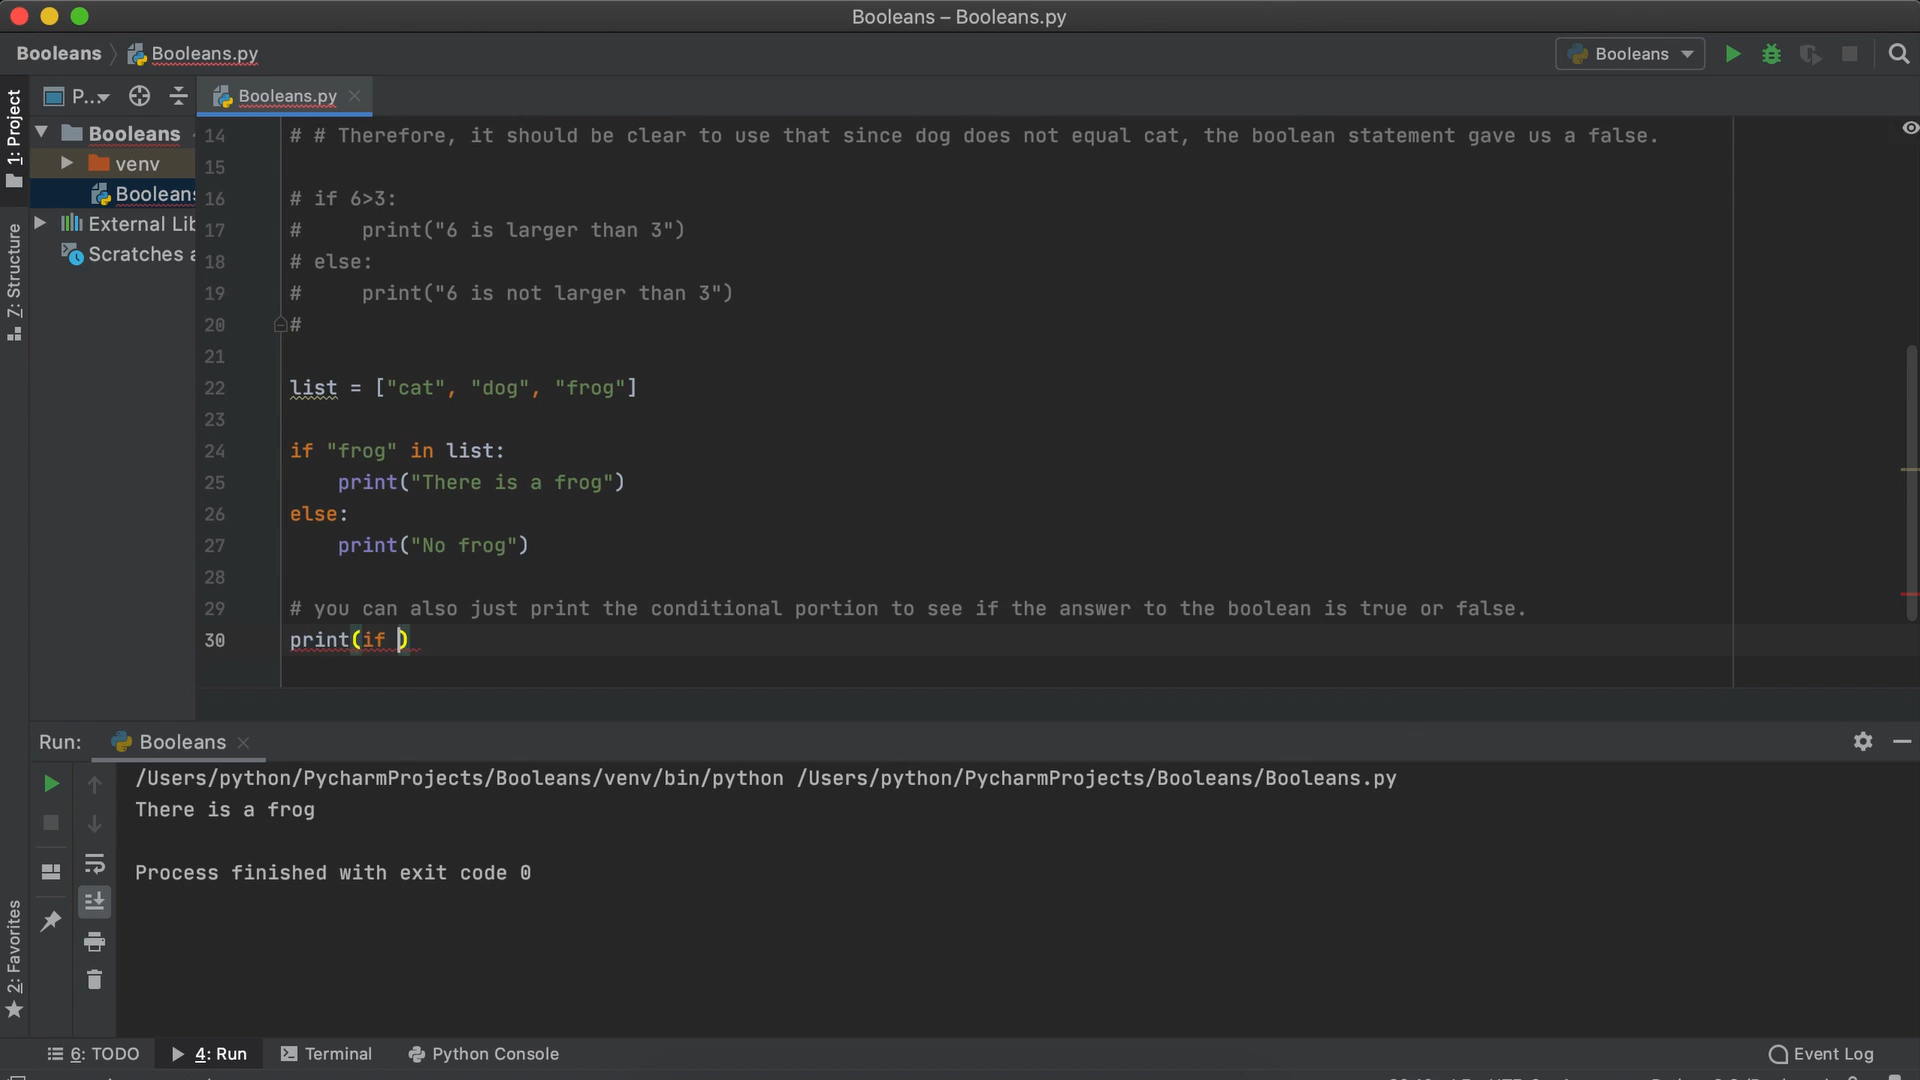 Booleans – Booleans.py
Booleans
Booleans.py
Booleans
P...
Booleans.py
1: Project
Booleans
venv
Booleans
External Lib
Scratches a
7: Structure
14 # # Therefore, it should be clear to use that since dog does not equal cat, the boolean statement gave us a false.
15
16 # if 6>3:
17 #     print("6 is larger than 3")
18 # else:
19 #     print("6 is not larger than 3")
20 #
21
22 list = ["cat", "dog", "frog"]
23
24 if "frog" in list:
25     print("There is a frog")
26 else:
27     print("No frog")
28
29 # you can also just print the conditional portion to see if the answer to the boolean is true or false.
30 print(if )
Run:
Booleans
/Users/python/PycharmProjects/Booleans/venv/bin/python /Users/python/PycharmProjects/Booleans/Booleans.py
There is a frog
Process finished with exit code 0
2: Favorites
6: TODO
4: Run
Terminal
Python Console
Event Log